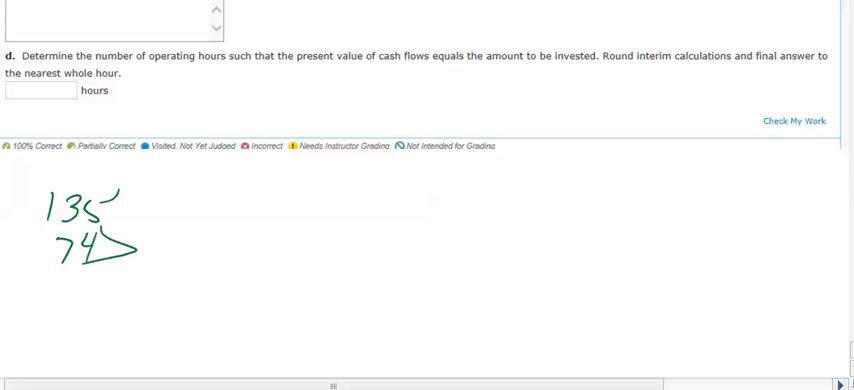 d. Determine the number of operating hours such that the present value of cash flows equals the amount to be invested. Round interim calculations and final answer to
the nearest whole hour.
hours
Check My Work
100% Correct Partially Correct Visited. Not Yet Judged Incorrect Needs Instructor Grading Not Intended for Grading
135
74